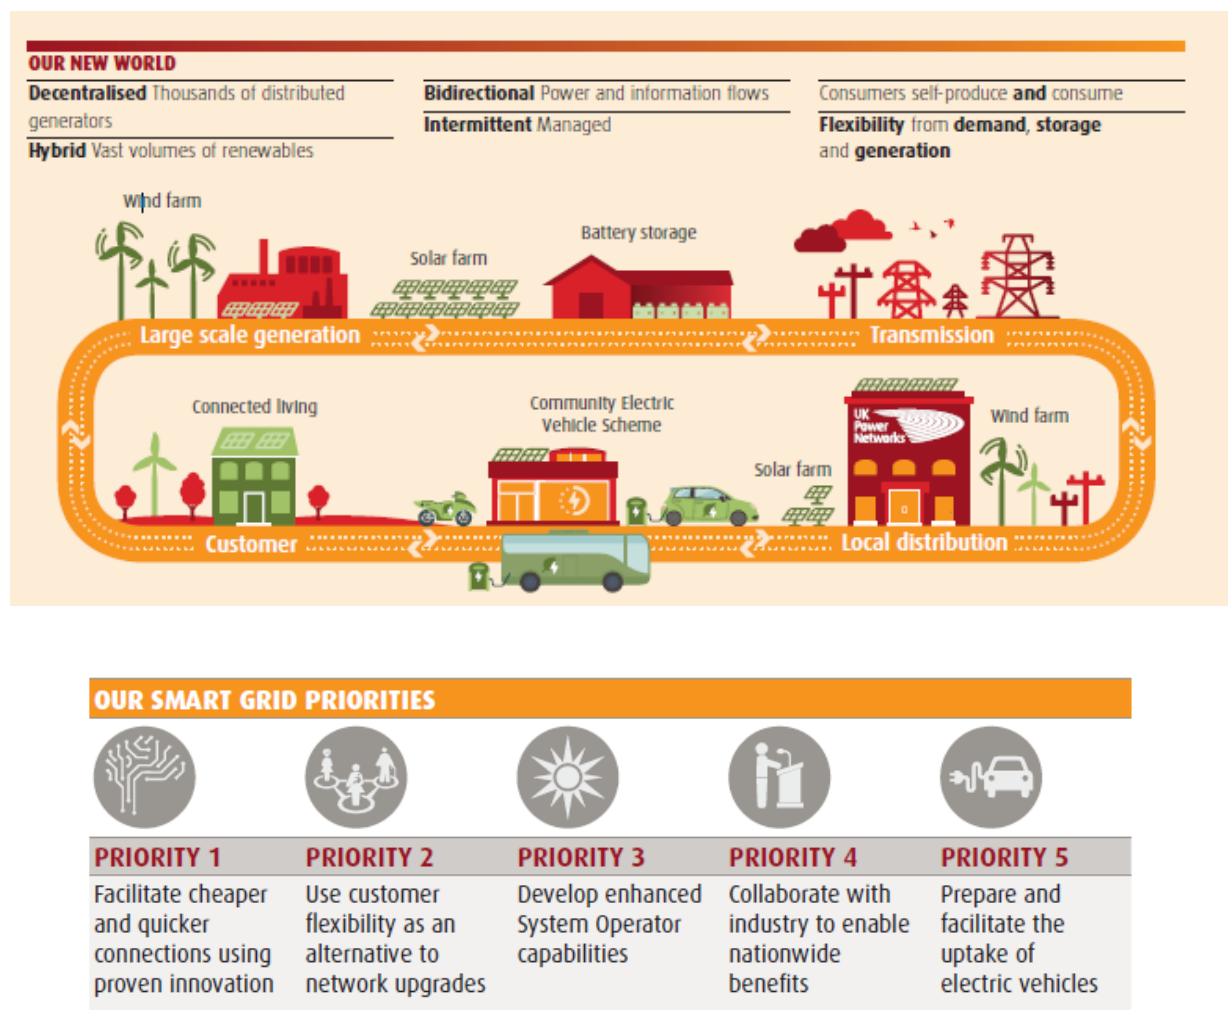 OUR NEW WORLD
Decentralised Thousands of distributed
generators
Hybrid Vast volumes of renewables
Bidirectional Power and information flows
Intermittent Managed
Consumers self-produce and consume
Flexibility from demand, storage
and generation
Wind farm
Solar farm
Battery storage
Large scale generation
Transmission
Connected living
Community Electric
Vehicle Scheme
Solar farm
UK
Power
Networks
Wind farm
Customer
Local distribution
OUR SMART GRID PRIORITIES
PRIORITY 1
Facilitate cheaper
and quicker
connections using
proven innovation
PRIORITY 2
Use customer
flexibility as an
alternative to
network upgrades
PRIORITY 3
Develop enhanced
System Operator
capabilities
PRIORITY 4
Collaborate with
industry to enable
nationwide
benefits
PRIORITY 5
Prepare and
facilitate the
uptake of
electric vehicles